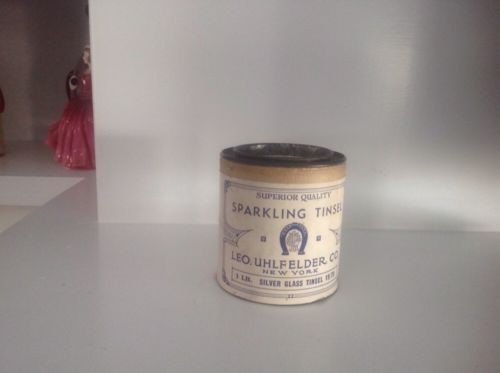 SUPERIOR QUALITY
SPARKLING TINSEL
LEO. UHLFELDER CO.
NEW YORK
1 LB. SILVER GLASS TINSEL